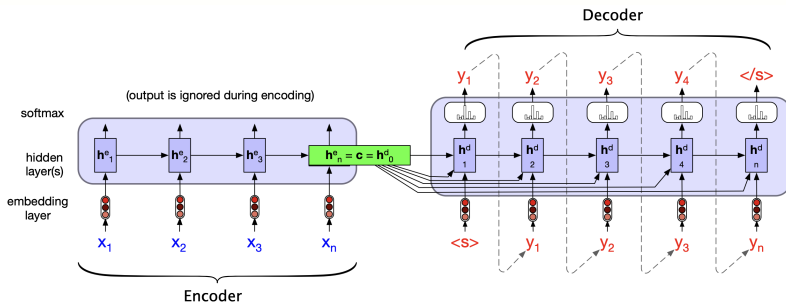 Decoder
y1 y2 y3 y4 </s>
softmax
(output is ignored during encoding)
hidden layer(s)
he1 he2 he3 hen = c = hd0 hd1 hd2 hd3 hd4 hdn
embedding layer
x1 x2 x3 xn <s> y1 y2 y3 yn
Encoder